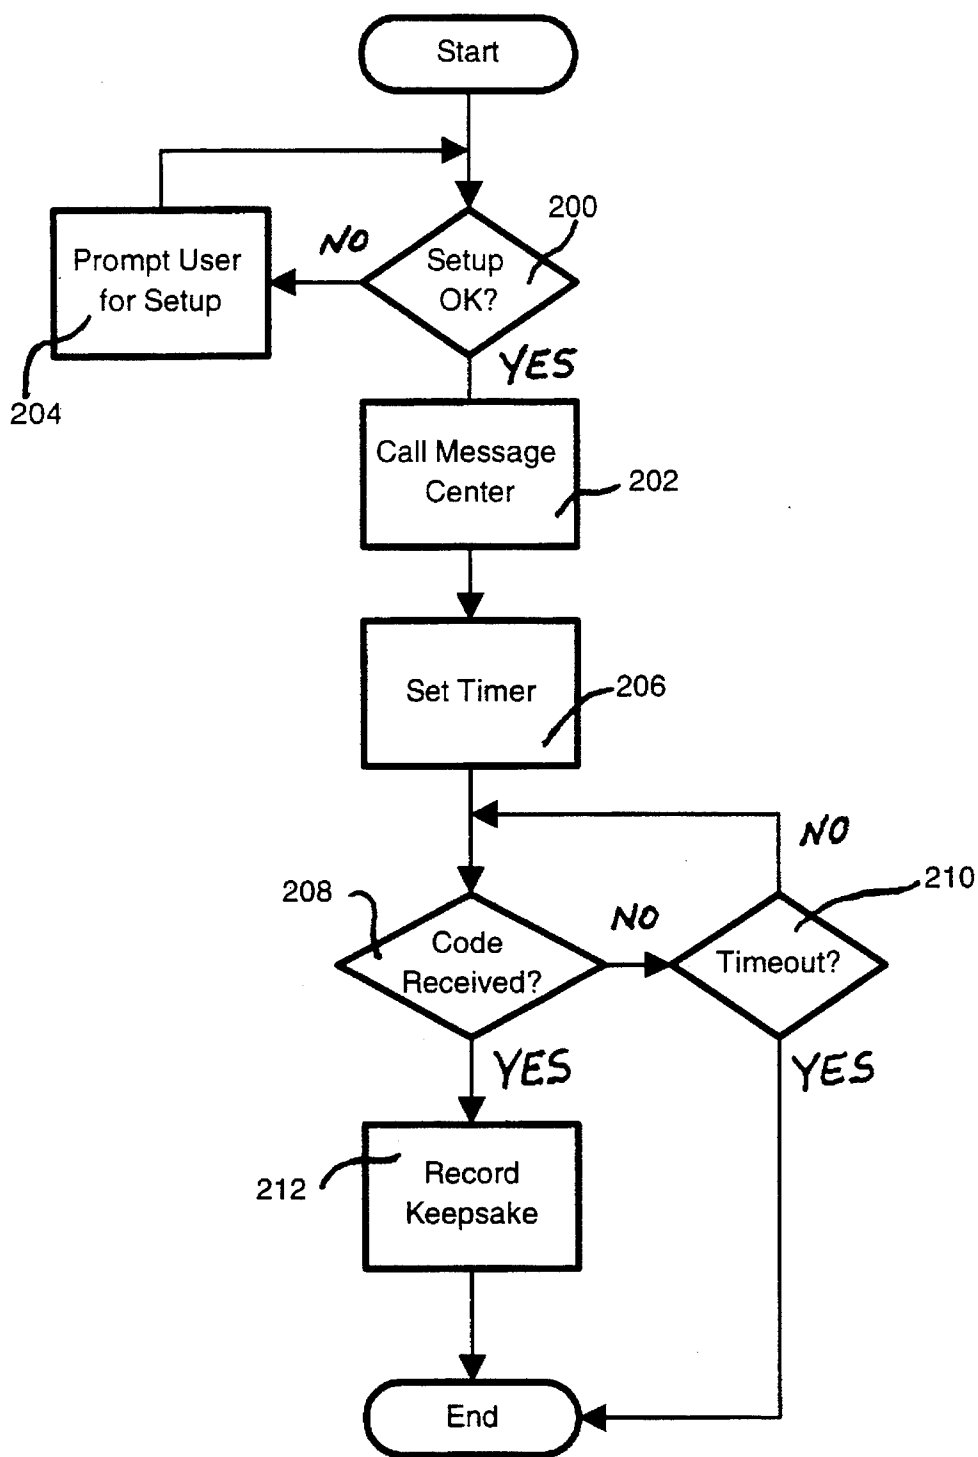 Start
200
NO
Setup
OK?
Prompt User
for Setup
204
YES
Call Message
Center
202
Set Timer
206
NO
210
208
NO
Code
Received?
Timeout?
YES
YES
Record
Keepsake
212
End